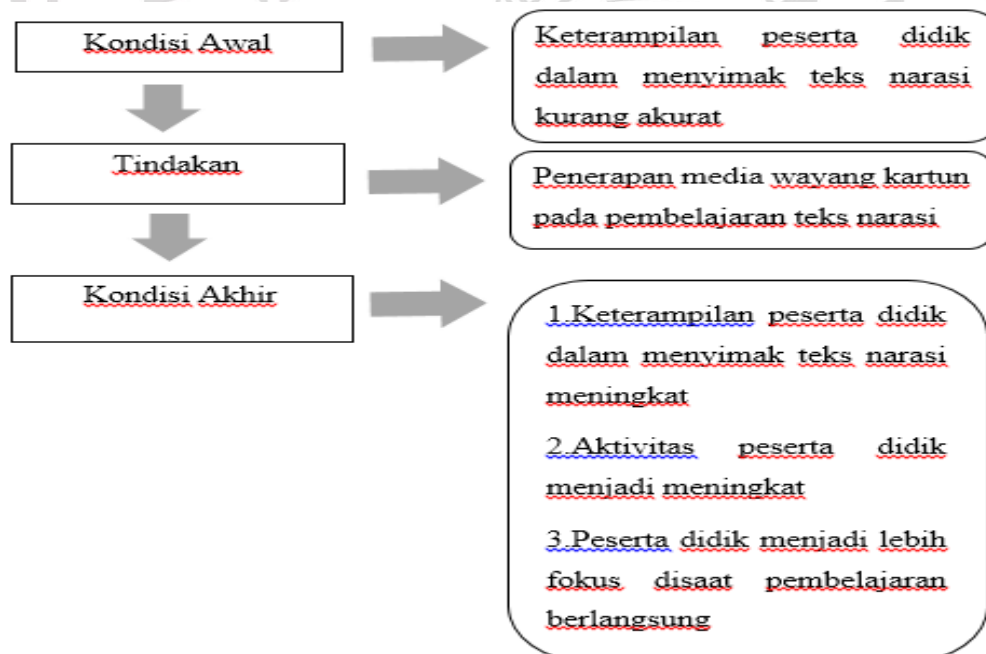 Kondisi Awal
Keterampilan peserta didik
dalam menyimak teks narasi
kurang akurat
Tindakan
Penerapan media wayang kartun
pada pembelajaran teks narasi
Kondisi Akhir
1.Keterampilan peserta didik
dalam menyimak teks narasi
meningkat
2.Aktivitas peserta didik
menjadi meningkat
3.Peserta didik menjadi lebih
fokus disaat pembelajaran
berlangsung